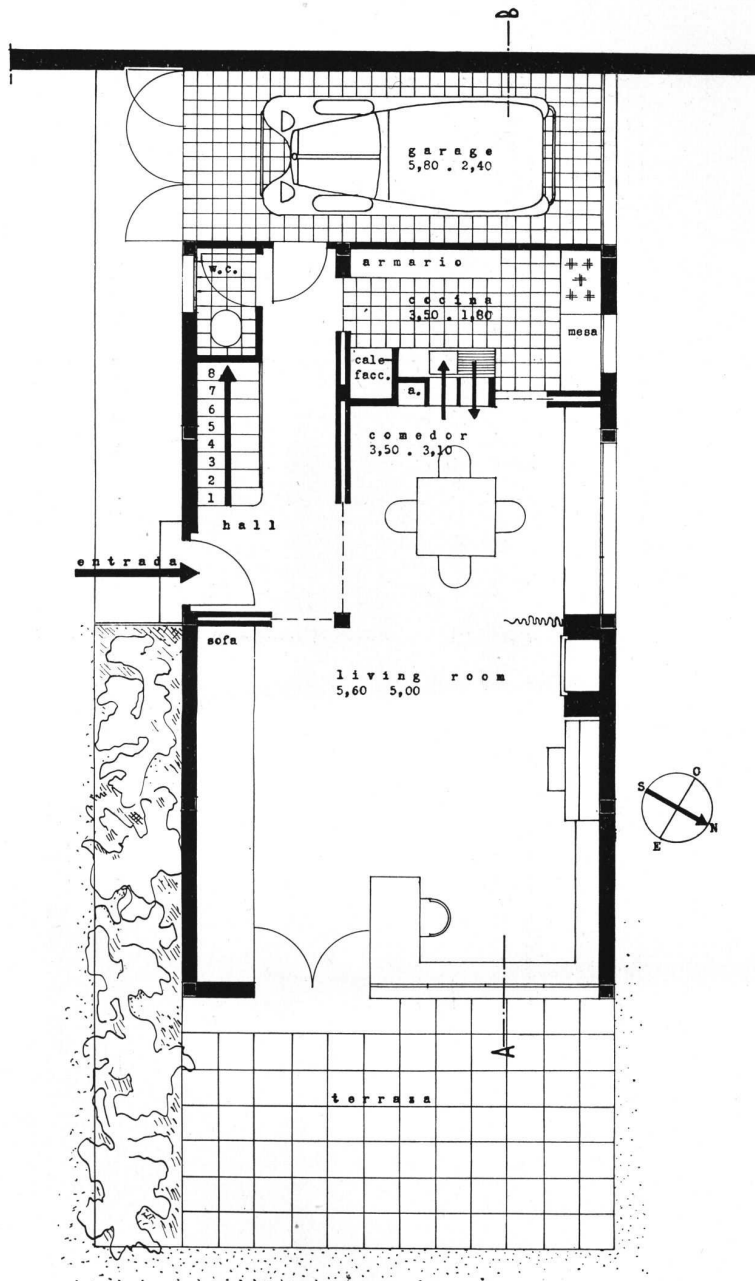 B
garage
5,80 . 2,40
w.c.
armario
cocina
3,50 . 1,80
mesa
cale
facc.
a.
8
7
6
5
4
3
2
1
comedor
3,50 . 3,10
hall
entrada
sofa
living room
5,60 5,00
S
O
E
N
A
terraza